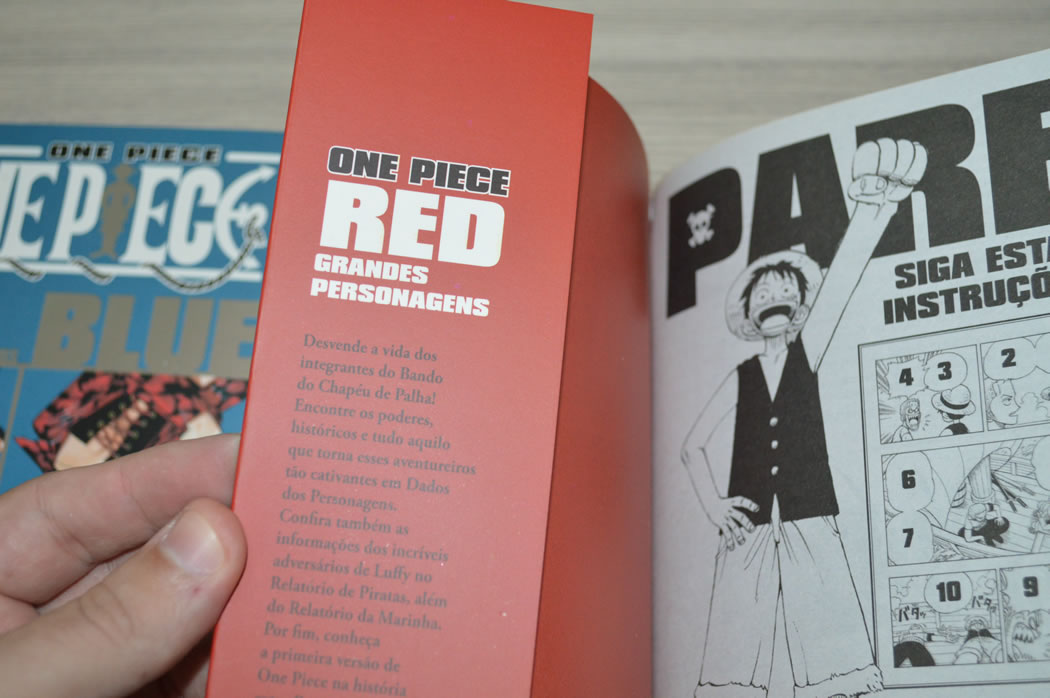 ONE PIECE
BLUE
ONE PIECE
RED
GRANDES
PERSONAGENS
Desvende a vida dos
integrantes do Bando
do Chapéu de Palha!
Encontre os poderes,
históricos e tudo aquilo
que torna esses aventureiros
tão cativantes em Dados
dos Personagens.
Confira também as
informações dos incríveis
adversários de Luffy no
Relatório de Piratas, além
do Relatório da Marinha.
Por fim, conheça
a primeira versão de
One Piece na história
PARE
SIGA ESTA
INSTRUÇÕ
4 3 2
6
7
10 9